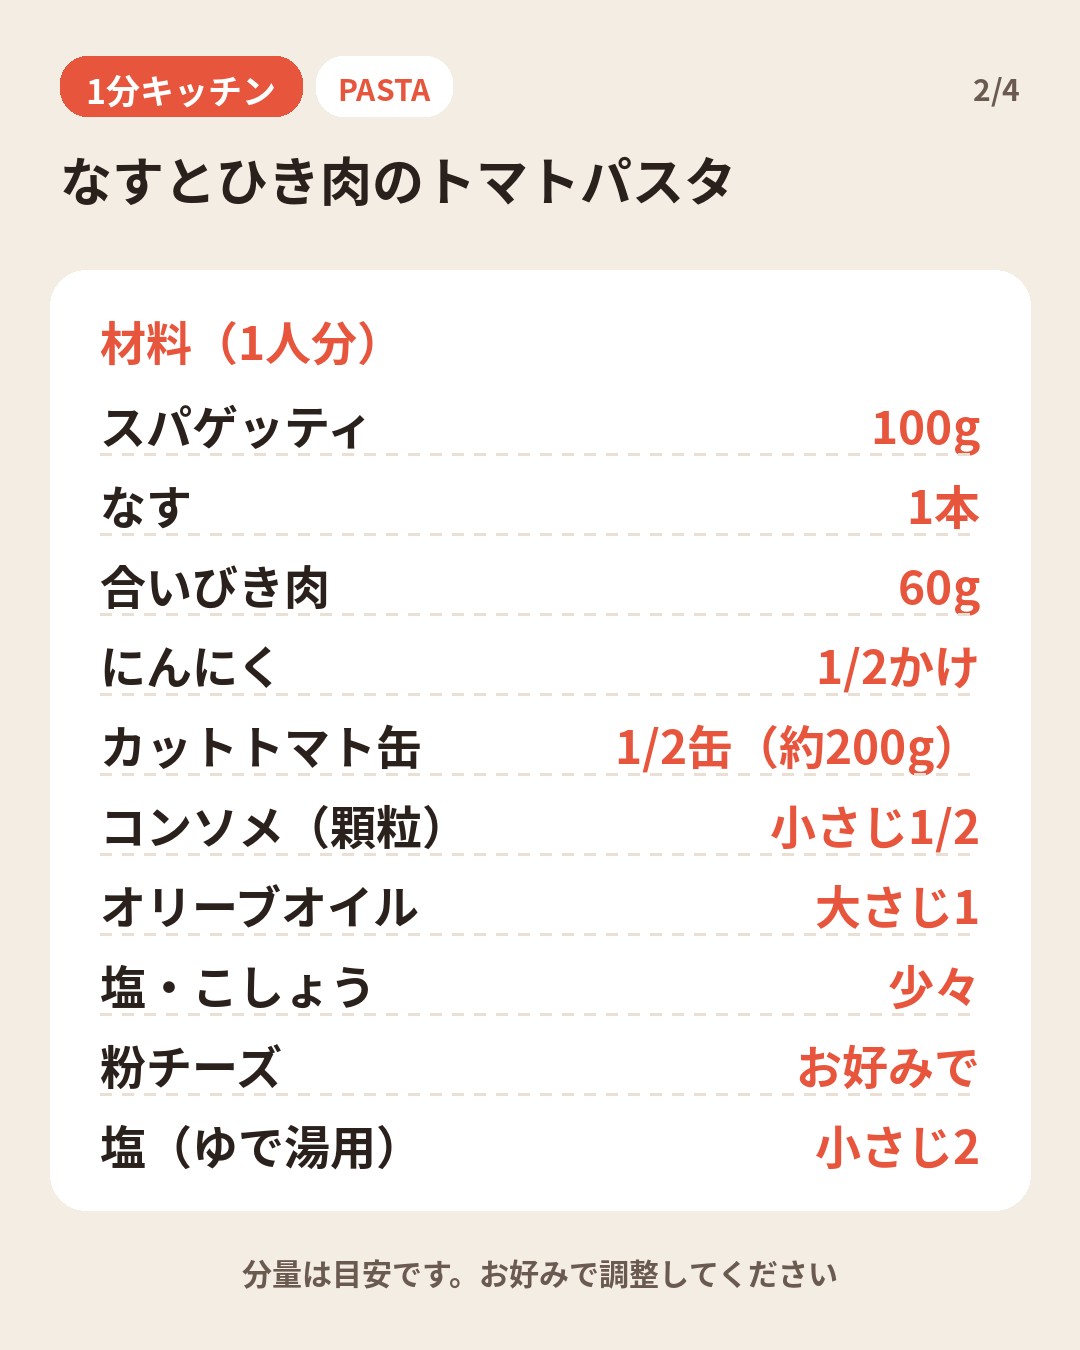 1分キッチン PASTA 2/4
なすとひき肉のトマトパスタ
材料（1人分）
スパゲッティ 100g
なす 1本
合いびき肉 60g
にんにく 1/2かけ
カットトマト缶 1/2缶（約200g）
コンソメ（顆粒） 小さじ1/2
オリーブオイル 大さじ1
塩・こしょう 少々
粉チーズ お好みで
塩（ゆで湯用） 小さじ2
分量は目安です。お好みで調整してください